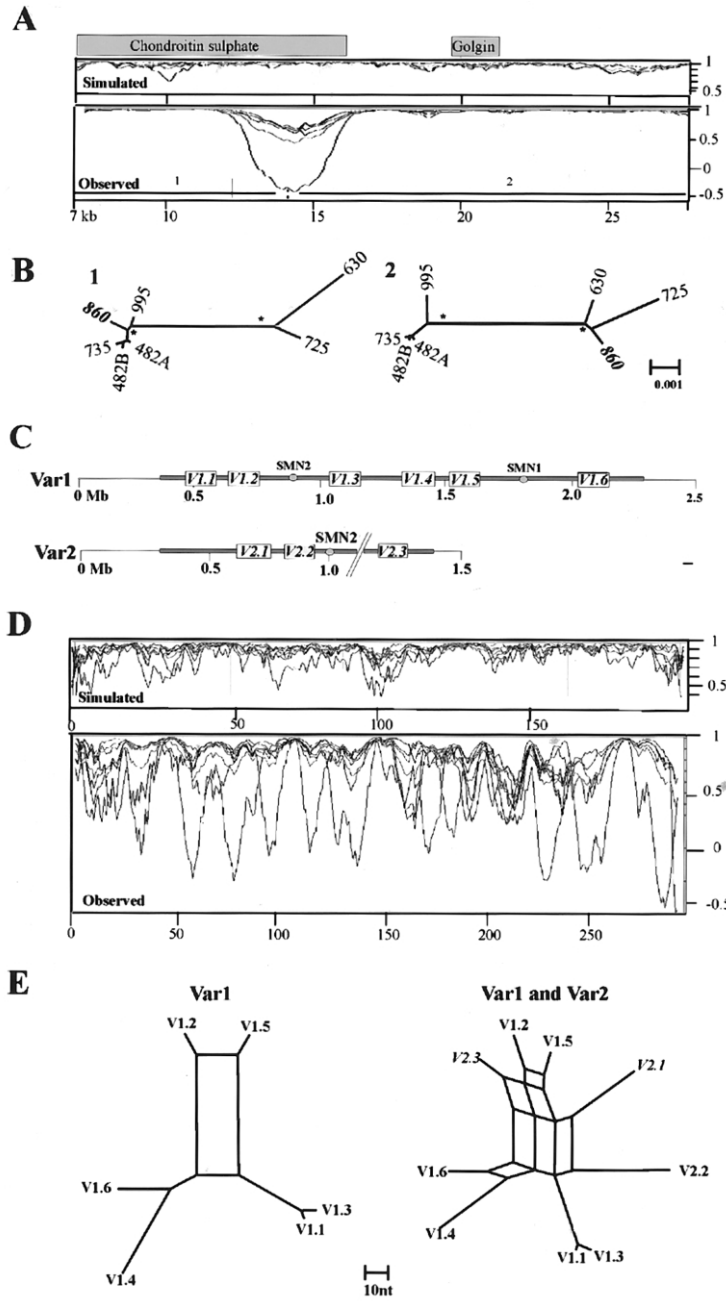 A
Chondroitin sulphate Golgin
1
Simulated 0.5
1
0.5
0
Observed 1 2 -0.5
7 kb 10 15 20 25
B
1 2
860 995 630 735 482B 482A 725
995 630 725 735 482B 482A 860
0.001
C
SMN2 SMN1
Var1 V1.1 V1.2 V1.3 V1.4 V1.5 V1.6
0 Mb 0.5 1.0 1.5 2.0 2.5
SMN2
Var2 V2.1 V2.2 V2.3
0 Mb 0.5 1.0 1.5
D
1
0.5
Simulated
0 50 100 150
1
0.5
0
Observed -0.5
0 50 100 150 200 250
E
Var1 Var1 and Var2
V1.2 V1.5 V1.2 V1.5
V2.3 V2.1
V1.6 V1.6 V2.2
V1.3
V1.1
V1.4 V1.4
V1.1 V1.3
10nt